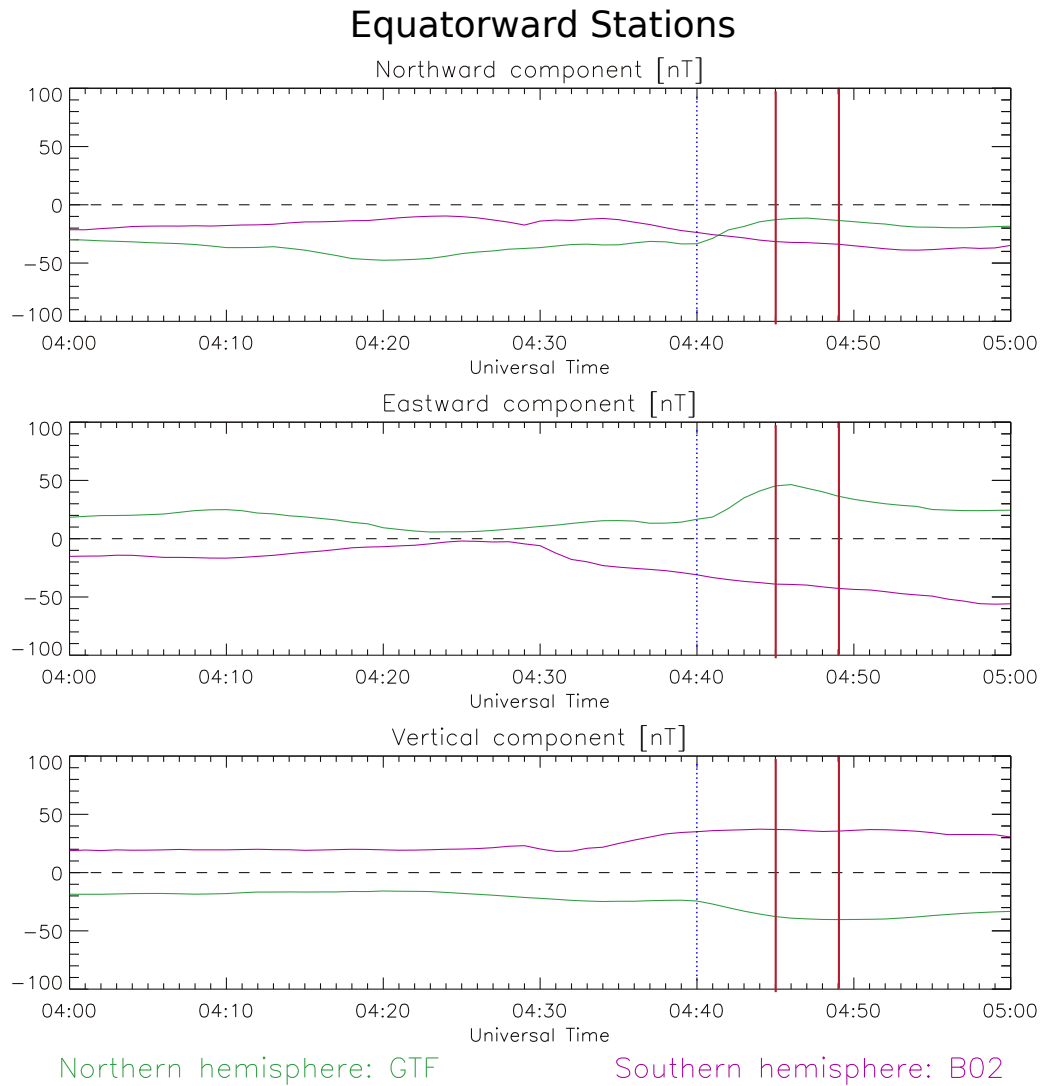 Equatorward Stations
Northward component [nT]
100
50
0
−50
−100
04:00 04:10 04:20 04:30 04:40 04:50 05:00
Universal Time
Eastward component [nT]
100
50
0
−50
−100
04:00 04:10 04:20 04:30 04:40 04:50 05:00
Universal Time
Vertical component [nT]
100
50
0
−50
−100
04:00 04:10 04:20 04:30 04:40 04:50 05:00
Universal Time
Northern hemisphere: GTF Southern hemisphere: B02